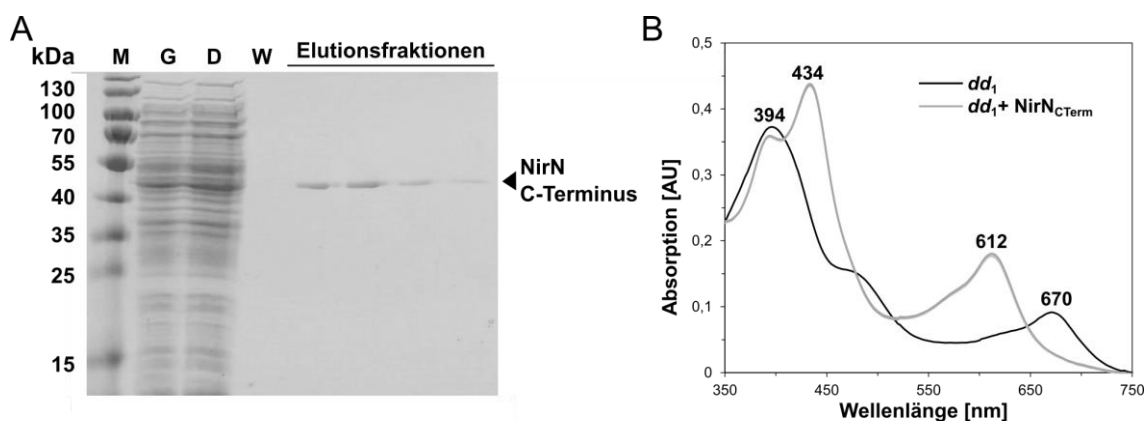 A
kDa M G D W Elutionsfraktionen
130
100
70
55
40
35
25
15
NirN
C-Terminus
B
Absorption [AU]
0,5
0,4
0,3
0,2
0,1
0
394
434
612
670
dd1
dd1+ NirNCTerm
350 450 550 650 750
Wellenlänge [nm]